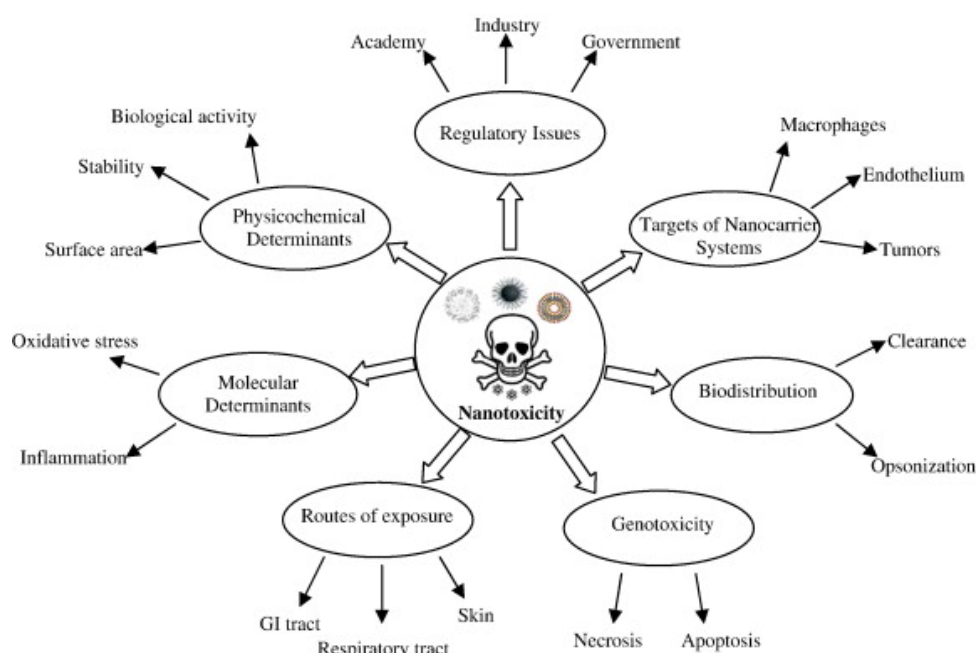 Industry
Academy
Government
Regulatory Issues
Biological activity
Stability
Surface area
Physicochemical
Determinants
Macrophages
Endothelium
Tumors
Targets of Nanocarrier
Systems
Nanotoxicity
Oxidative stress
Inflammation
Molecular
Determinants
Clearance
Biodistribution
Opsonization
Routes of exposure
GI tract
Respiratory tract
Skin
Genotoxicity
Necrosis
Apoptosis